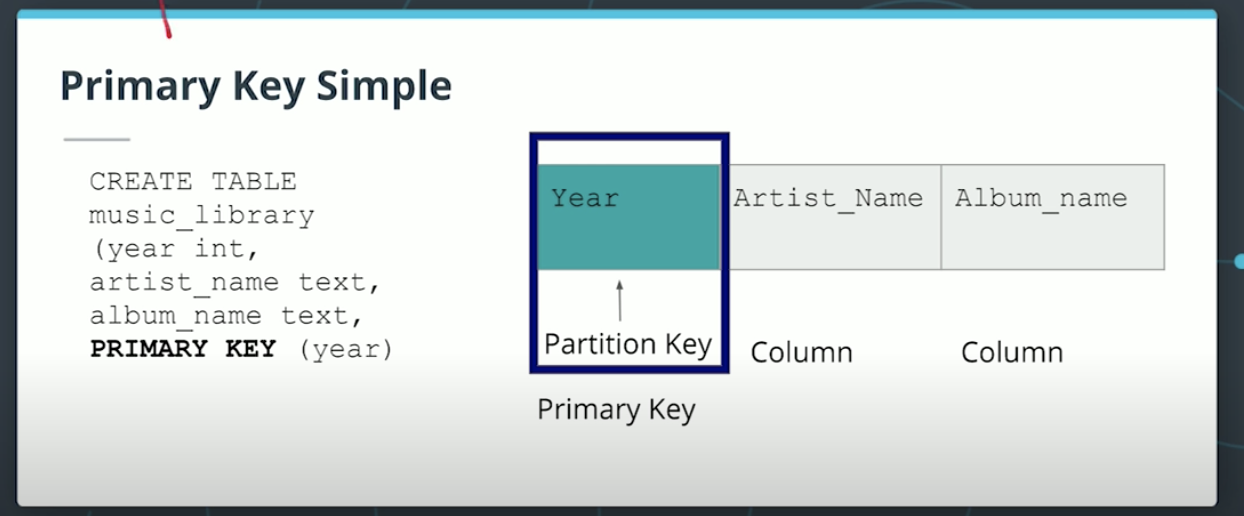 Primary Key Simple
CREATE TABLE
music_library
(year int,
artist_name text,
album_name text,
PRIMARY KEY (year)
Year
Artist_Name
Album_name
Partition Key
Column
Column
Primary Key